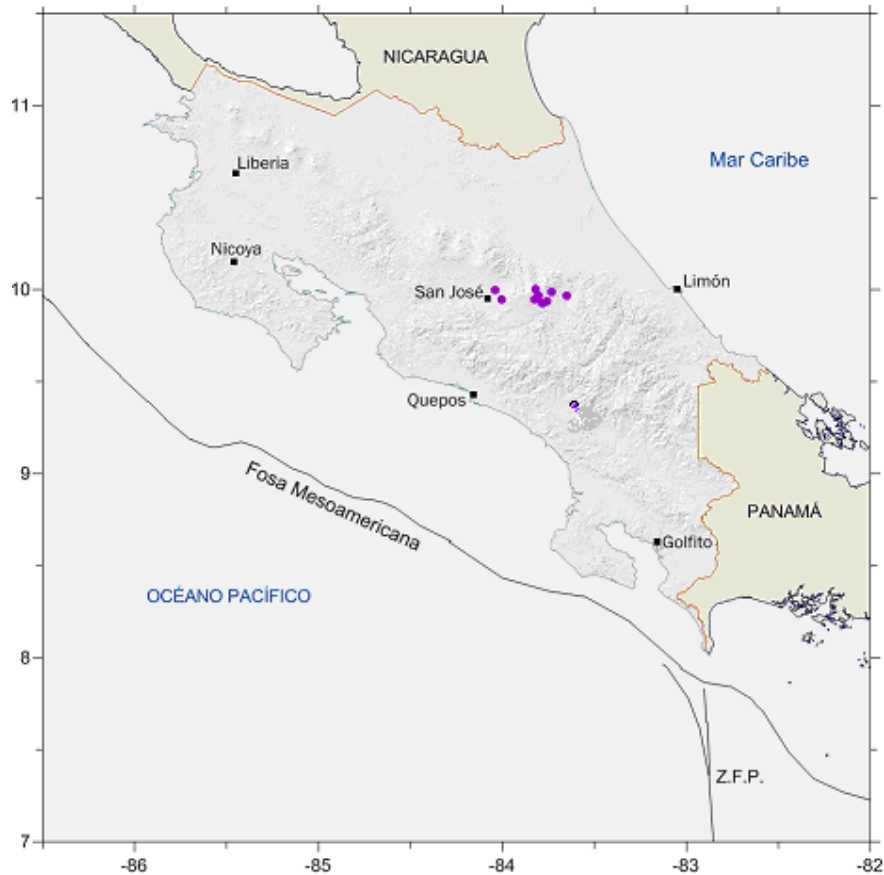 NICARAGUA
11
Mar Caribe
Liberia
Nicoya
10
San José
Limón
Quepos
9
Fosa Mesoamericana
PANAMÁ
Golfito
OCÉANO PACÍFICO
8
Z.F.P.
7
-86
-85
-84
-83
-82